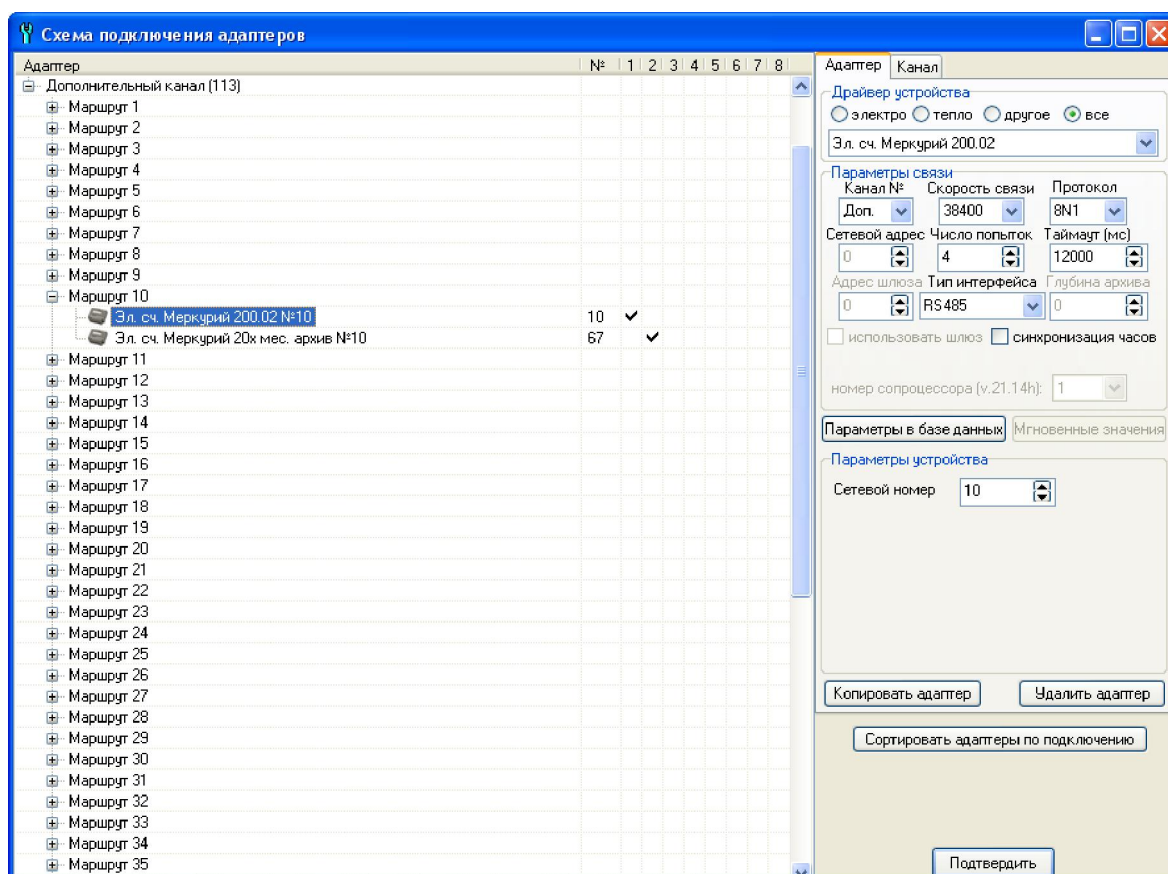 Схема подключения адаптеров
Адаптер № 1 2 3 4 5 6 7 8
Дополнительный канал (113)
Маршрут 1
Маршрут 2
Маршрут 3
Маршрут 4
Маршрут 5
Маршрут 6
Маршрут 7
Маршрут 8
Маршрут 9
Маршрут 10
Эл. сч. Меркурий 200.02 №10 10
Эл. сч. Меркурий 20х мес. архив №10 67
Маршрут 11
Маршрут 12
Маршрут 13
Маршрут 14
Маршрут 15
Маршрут 16
Маршрут 17
Маршрут 18
Маршрут 19
Маршрут 20
Маршрут 21
Маршрут 22
Маршрут 23
Маршрут 24
Маршрут 25
Маршрут 26
Маршрут 27
Маршрут 28
Маршрут 29
Маршрут 30
Маршрут 31
Маршрут 32
Маршрут 33
Маршрут 34
Маршрут 35
Адаптер Канал
Драйвер устройства
электро тепло другое все
Эл. сч. Меркурий 200.02
Параметры связи
Канал № Скорость связи Протокол
Доп. 38400 8N1
Сетевой адрес Число попыток Таймаут (мс)
0 4 12000
Адрес шлюза Тип интерфейса Глубина архива
0 RS485 0
использовать шлюз синхронизация часов
номер сопроцессора (v.21.14h): 1
Параметры в базе данных Мгновенные значения
Параметры устройства
Сетевой номер 10
Копировать адаптер Удалить адаптер
Сортировать адаптеры по подключению
Подтвердить